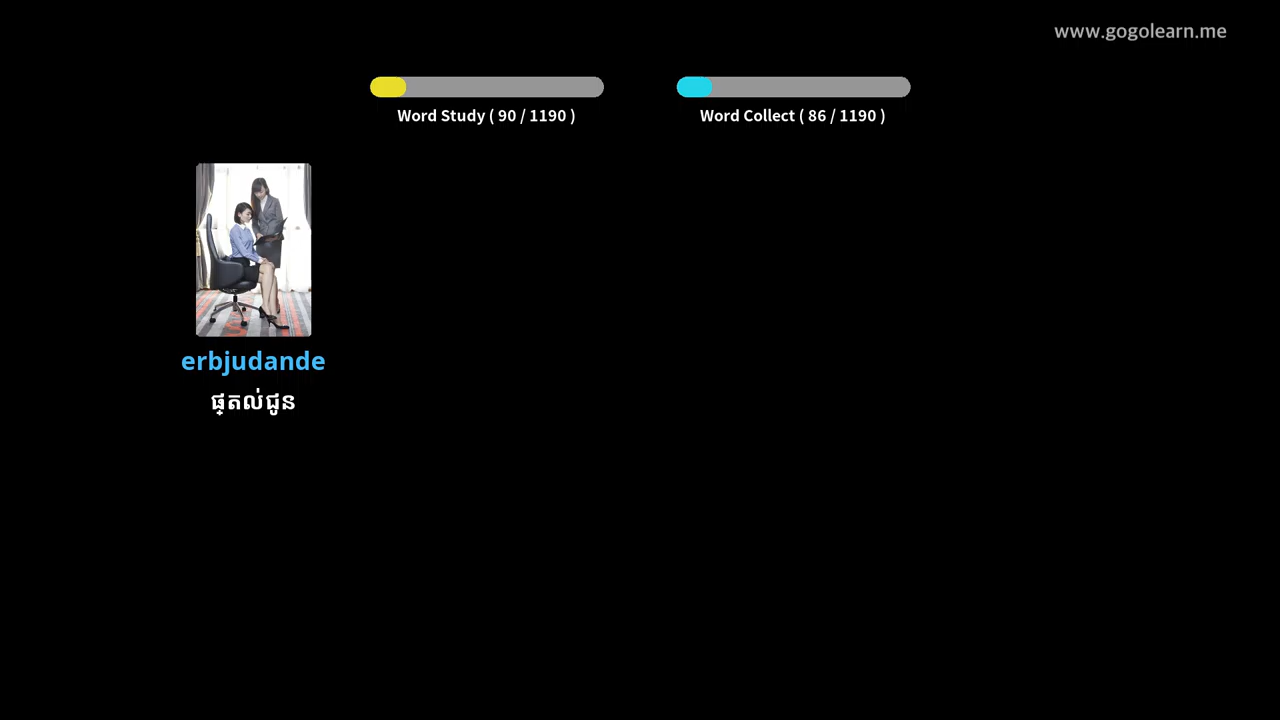 www.gogolearn.me
Word Study ( 90 / 1190 )
Word Collect ( 86 / 1190 )
erbjudande
ផ្តល់ជូន